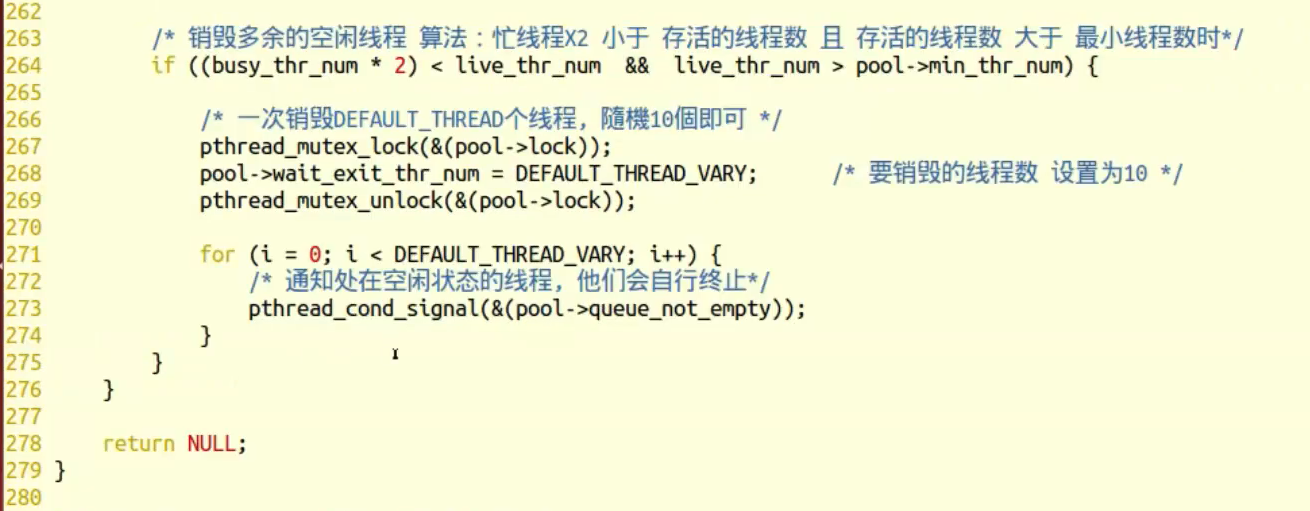 262
263         /* 销毁多余的空闲线程 算法：忙线程X2 小于 存活的线程数 且 存活的线程数 大于 最小线程数时*/
264         if ((busy_thr_num * 2) < live_thr_num  &&  live_thr_num > pool->min_thr_num) {
265
266             /* 一次销毁DEFAULT_THREAD个线程, 隨機10個即可 */
267             pthread_mutex_lock(&(pool->lock));
268             pool->wait_exit_thr_num = DEFAULT_THREAD_VARY;      /* 要销毁的线程数 设置为10 */
269             pthread_mutex_unlock(&(pool->lock));
270
271             for (i = 0; i < DEFAULT_THREAD_VARY; i++) {
272                 /* 通知处在空闲状态的线程, 他们会自行终止*/
273                 pthread_cond_signal(&(pool->queue_not_empty));
274             }
275         }
276     }
277
278     return NULL;
279 }
280